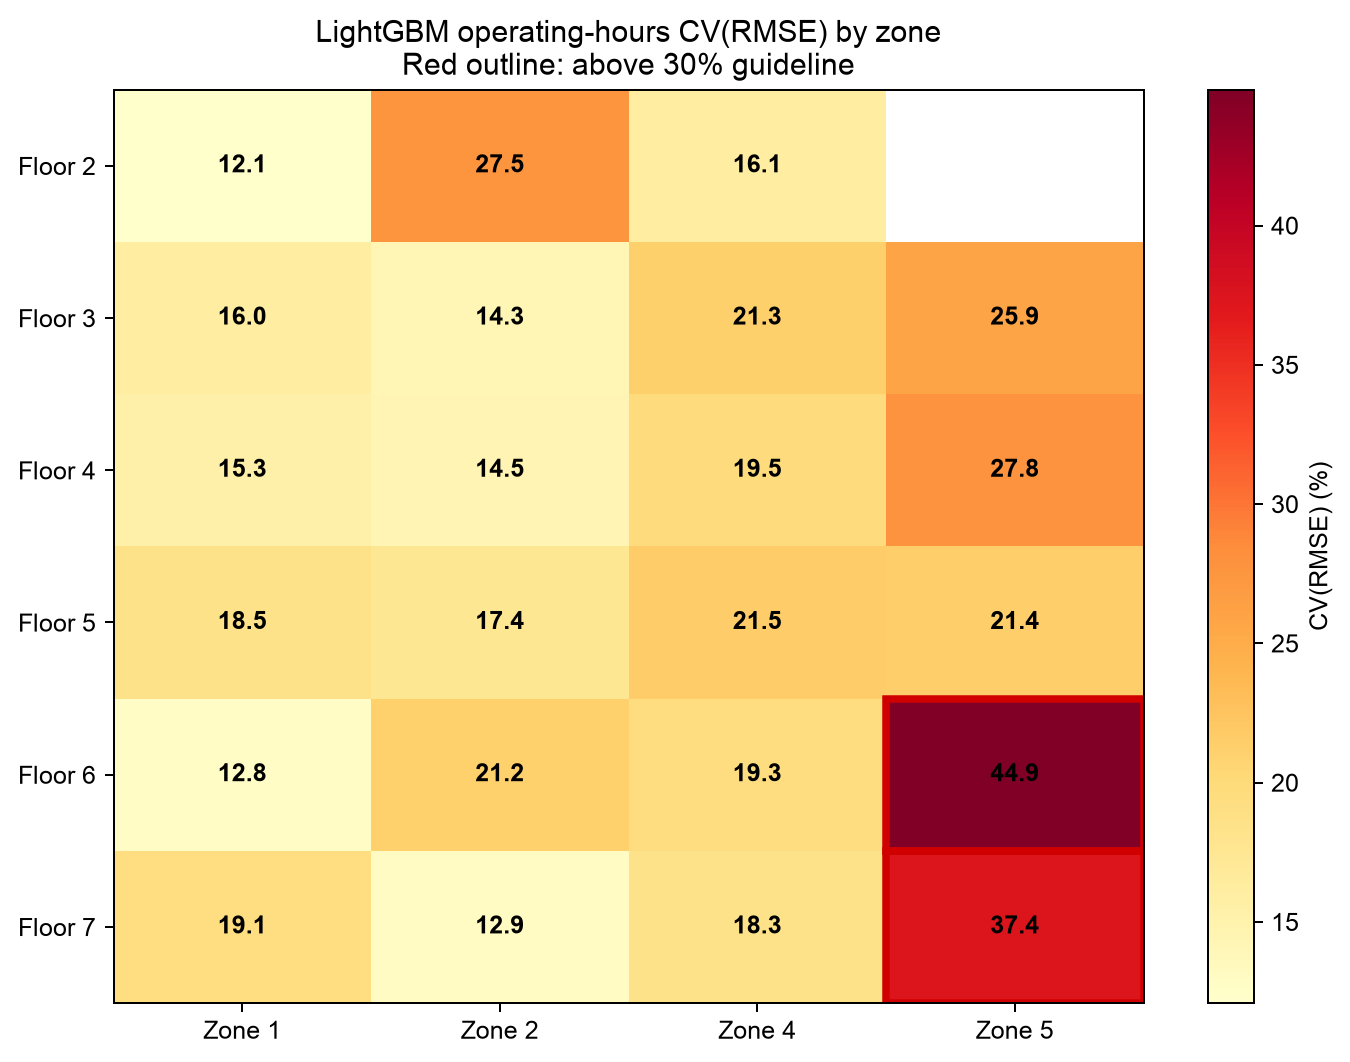 LightGBM operating-hours CV(RMSE) by zone
Red outline: above 30% guideline
Floor 2 12.1 27.5 16.1
Floor 3 16.0 14.3 21.3 25.9
Floor 4 15.3 14.5 19.5 27.8
Floor 5 18.5 17.4 21.5 21.4
Floor 6 12.8 21.2 19.3 44.9
Floor 7 19.1 12.9 18.3 37.4
Zone 1 Zone 2 Zone 4 Zone 5
40
35
30
25
20
15
CV(RMSE) (%)